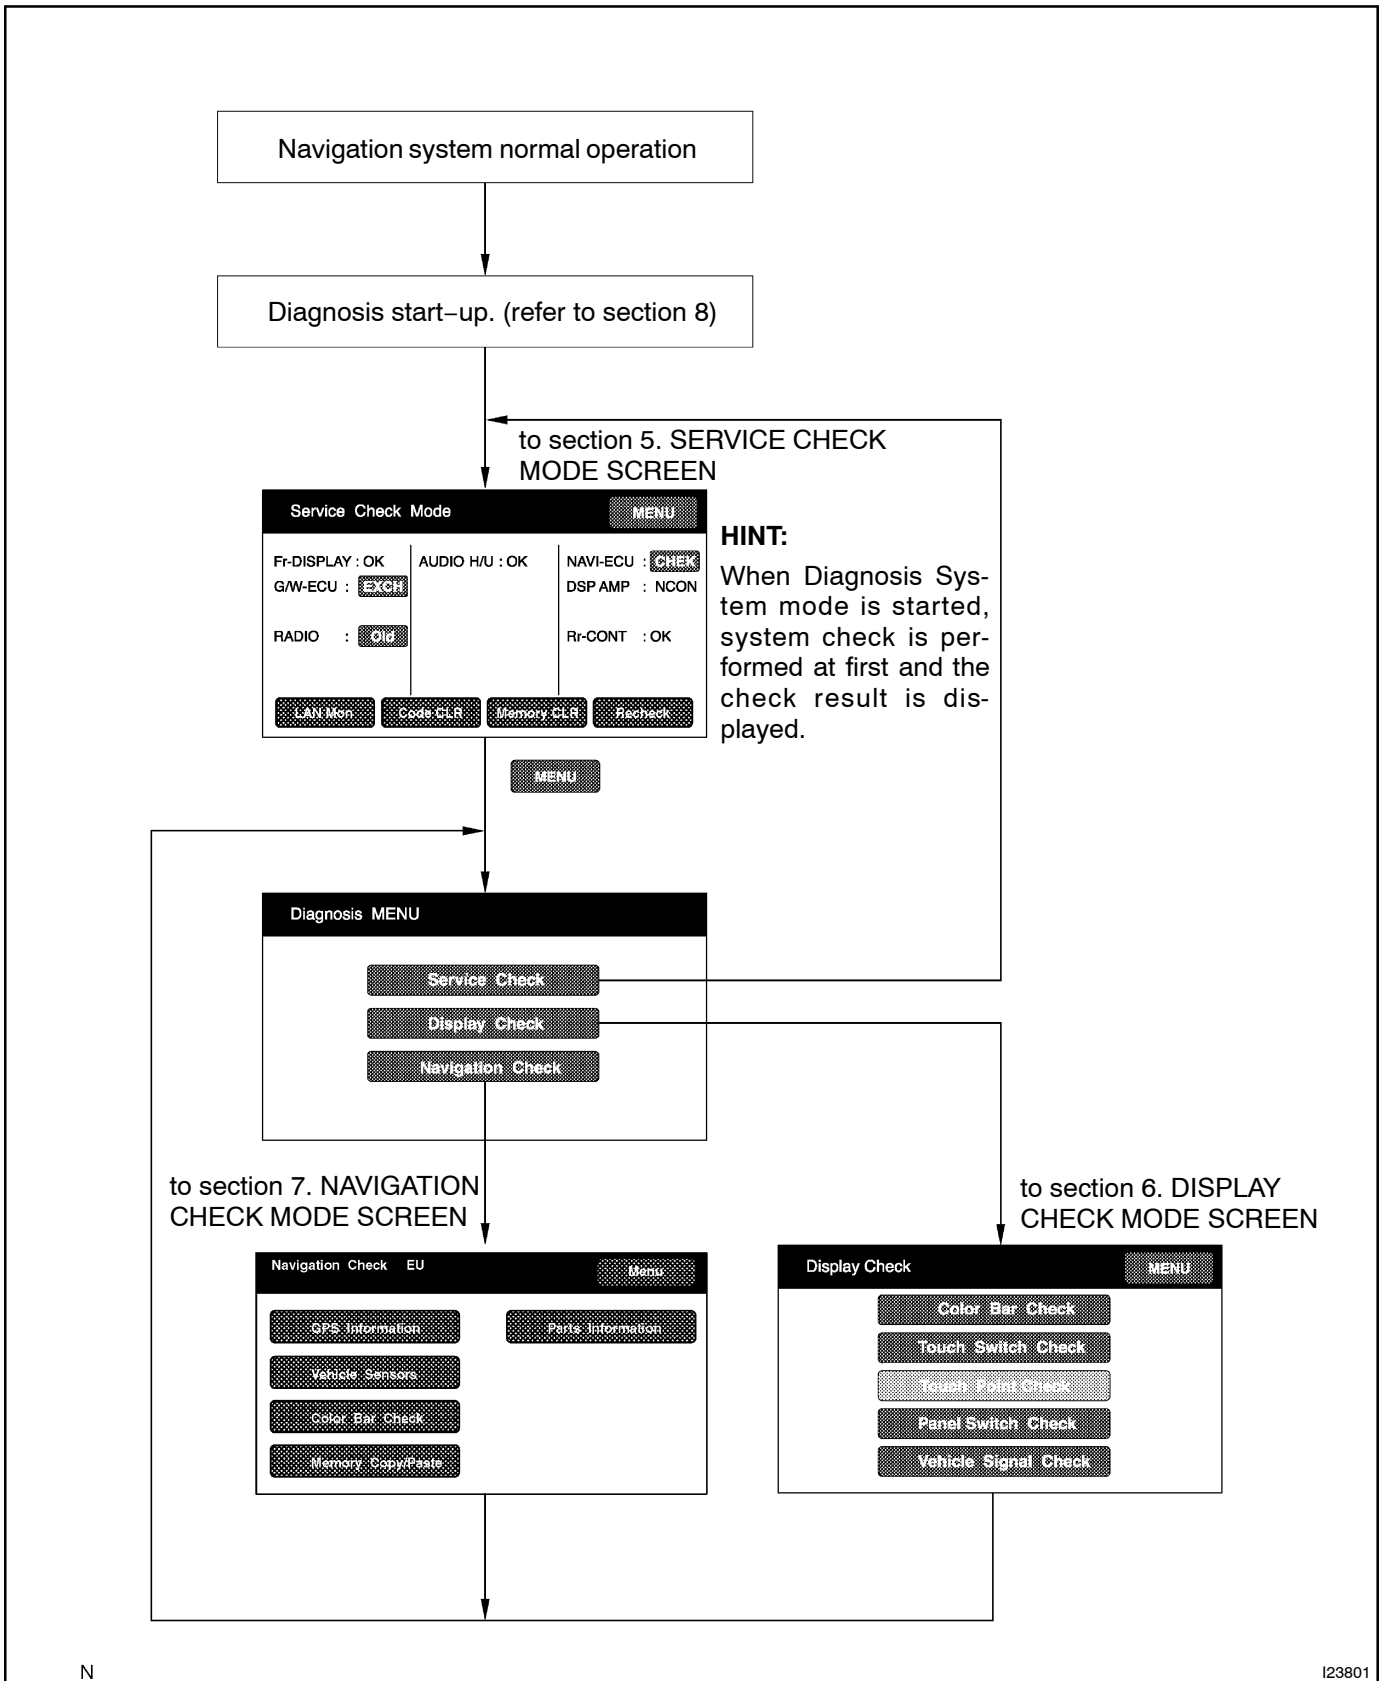 Navigation system normal operation
Diagnosis start−up. (refer to section 8)
to section 5. SERVICE CHECK
MODE SCREEN
Service Check Mode MENU
Fr-DISPLAY : OK AUDIO H/U : OK NAVI-ECU : CHEK
G/W-ECU : EXCH DSP AMP : NCON
RADIO : Old Rr-CONT : OK
LAN Mon Code CLR Memory CLR Recheck
HINT:
When Diagnosis Sys-
tem mode is started,
system check is per-
formed at first and the
check result is dis-
played.
MENU
Diagnosis MENU
Service Check
Display Check
Navigation Check
to section 7. NAVIGATION
CHECK MODE SCREEN
to section 6. DISPLAY
CHECK MODE SCREEN
Navigation Check EU Menu
GPS Information Parts Information
Vehicle Sensors
Color Bar Check
Memory Copy/Paste
Display Check MENU
Color Bar Check
Touch Switch Check
Touch Point Check
Panel Switch Check
Vehicle Signal Check
N
I23801